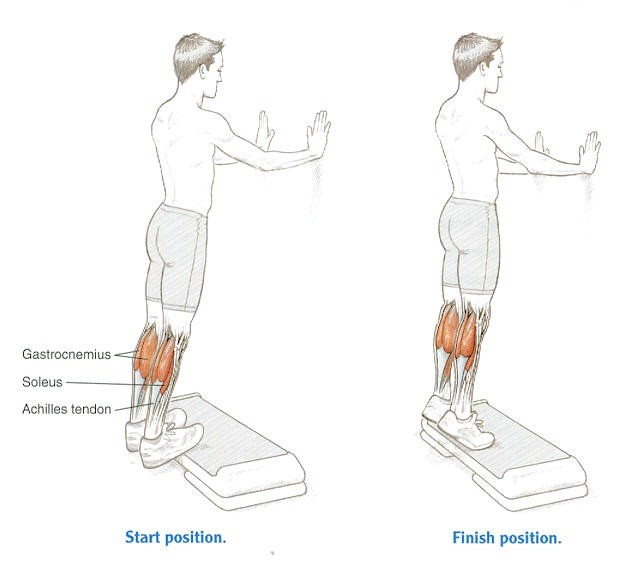 Gastrocnemius
Soleus
Achilles tendon
Start position.
Finish position.